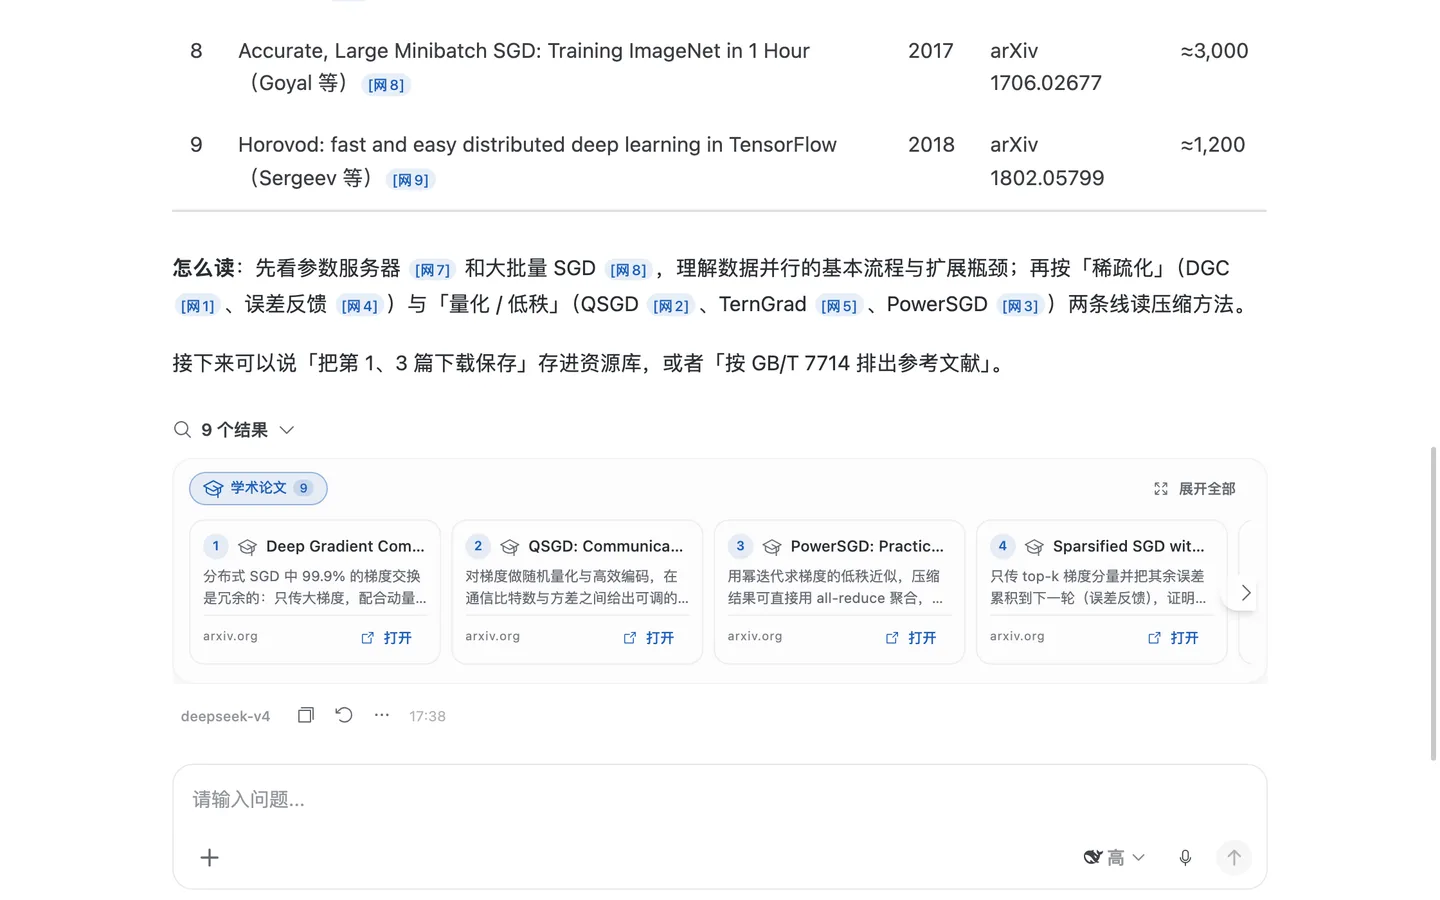 8 Accurate, Large Minibatch SGD: Training ImageNet in 1 Hour 2017 arXiv ≈3,000
（Goyal 等） [网8] 1706.02677
9 Horovod: fast and easy distributed deep learning in TensorFlow 2018 arXiv ≈1,200
（Sergeev 等） [网9] 1802.05799
怎么读：先看参数服务器 [网7] 和大批量 SGD [网8] ，理解数据并行的基本流程与扩展瓶颈；再按「稀疏化」（DGC
[网1] 、误差反馈 [网4] ）与「量化 / 低秩」（QSGD [网2] 、TernGrad [网5] 、PowerSGD [网3] ）两条线读压缩方法。
接下来可以说「把第 1、3 篇下载保存」存进资源库，或者「按 GB/T 7714 排出参考文献」。
9 个结果
学术论文 9 展开全部
1 Deep Gradient Com...
分布式 SGD 中 99.9% 的梯度交换
是冗余的：只传大梯度，配合动量...
arxiv.org 打开
2 QSGD: Communica...
对梯度做随机量化与高效编码，在
通信比特数与方差之间给出可调的...
arxiv.org 打开
3 PowerSGD: Practic...
用幂迭代求梯度的低秩近似，压缩
结果可直接用 all-reduce 聚合，...
arxiv.org 打开
4 Sparsified SGD wit...
只传 top-k 梯度分量并把其余误差
累积到下一轮（误差反馈），证明...
arxiv.org 打开
deepseek-v4 17:38
请输入问题...
高